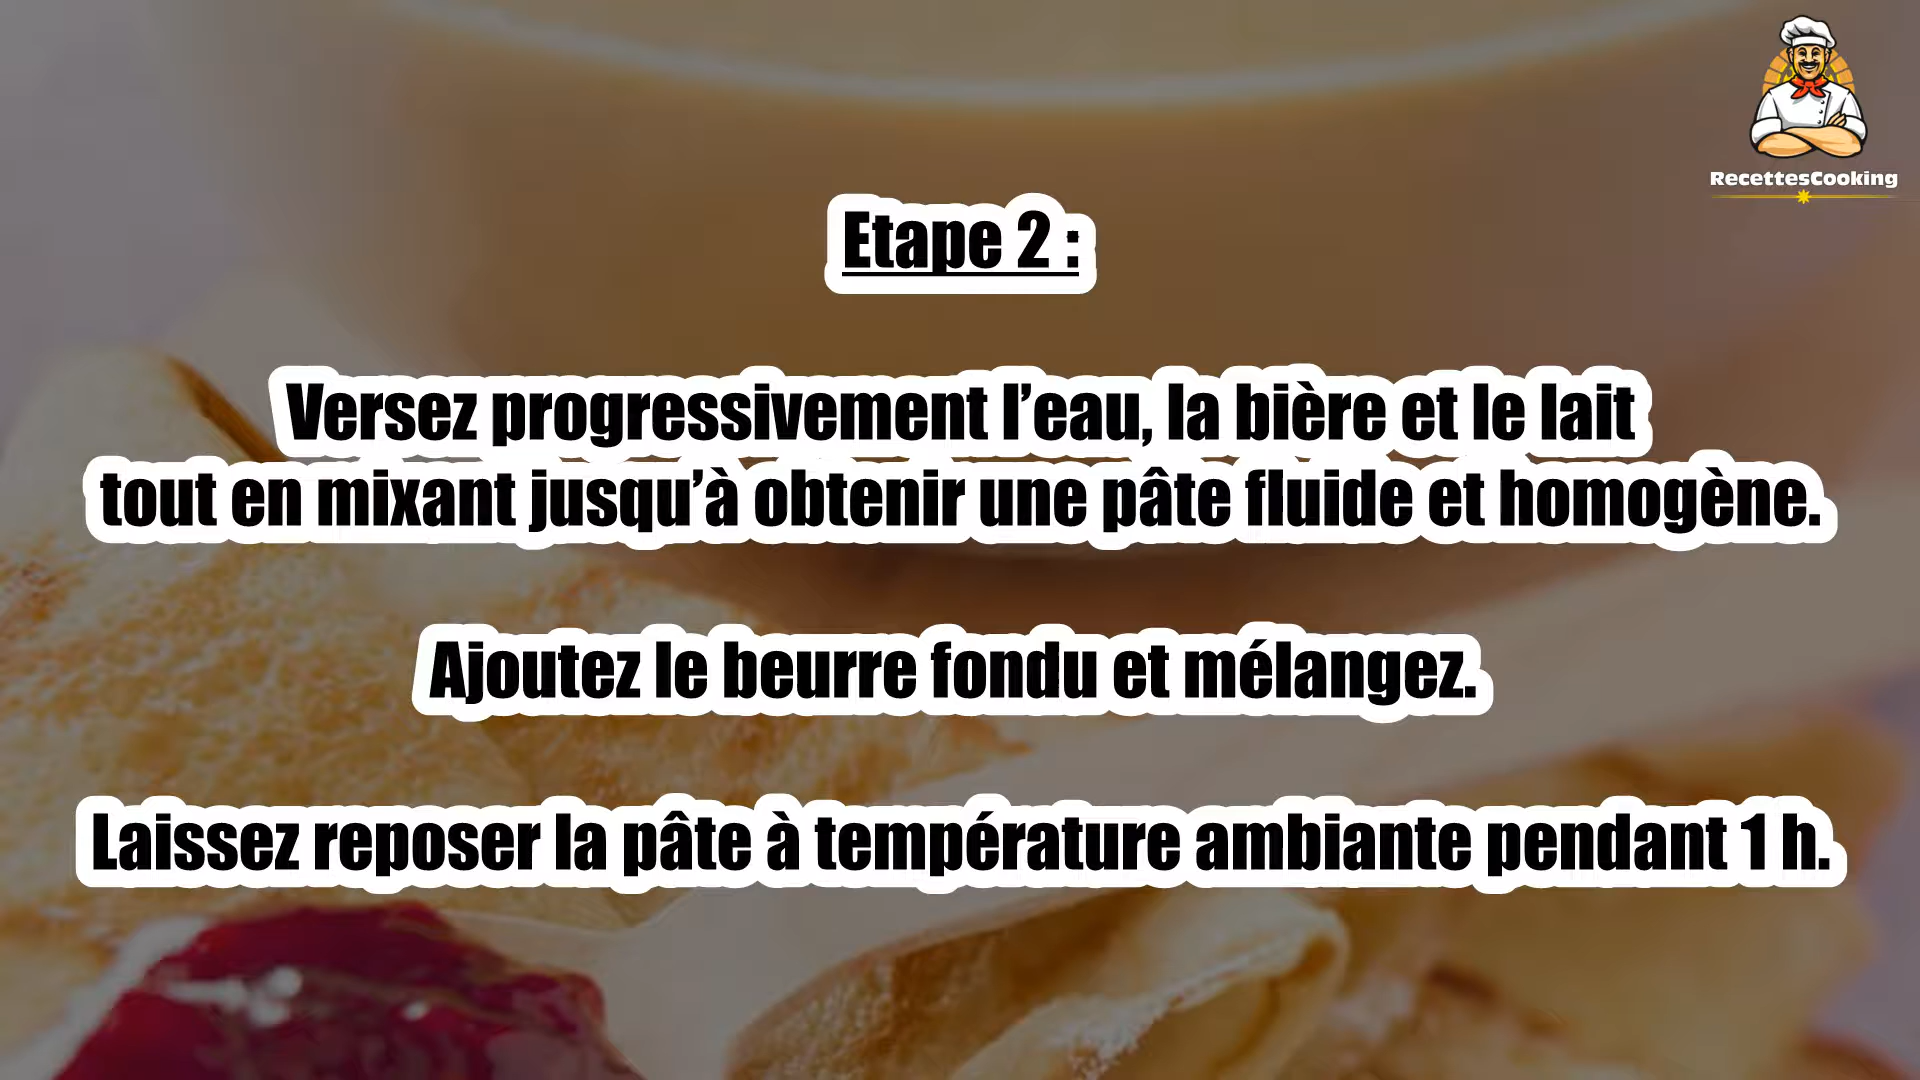 RecettesCooking
Etape 2 :
Versez progressivement l’eau, la bière et le lait
tout en mixant jusqu’à obtenir une pâte fluide et homogène.
Ajoutez le beurre fondu et mélangez.
Laissez reposer la pâte à température ambiante pendant 1 h.